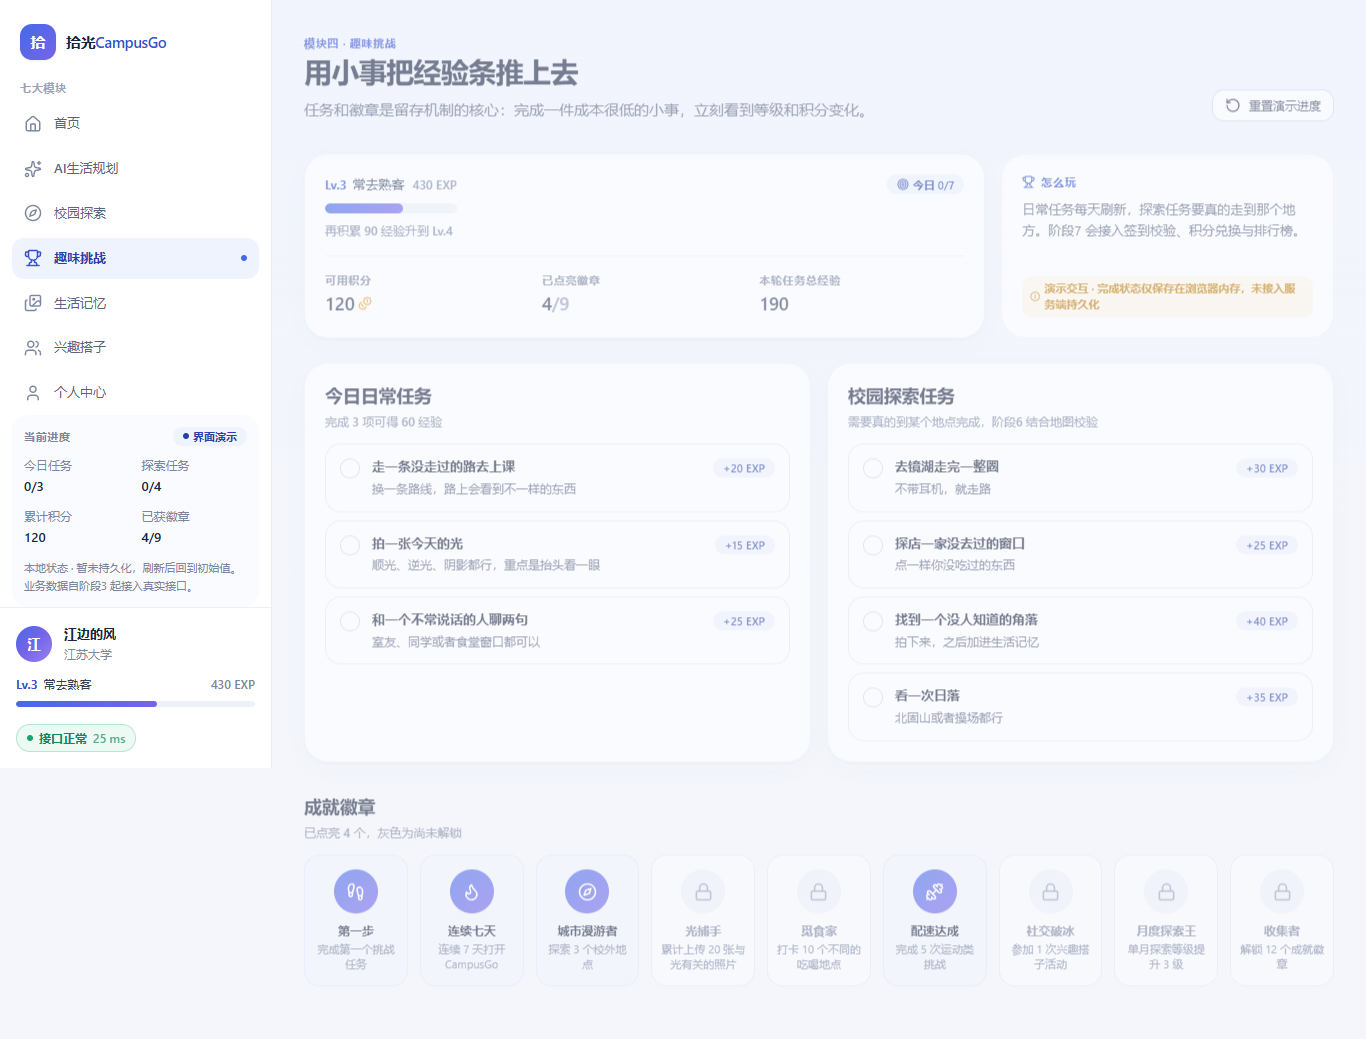 拾
拾光CampusGo
七大模块
首页
AI生活规划
校园探索
趣味挑战
生活记忆
兴趣搭子
个人中心
当前进度
界面演示
今日任务
探索任务
0/3
0/4
累计积分
已获徽章
120
4/9
本地状态 · 暂未持久化，刷新后回到初始值。
业务数据自阶段3 起接入真实接口。
江
江边的风
江苏大学
Lv.3 常去熟客
430 EXP
接口正常 25 ms
模块四 · 趣味挑战
用小事把经验条推上去
任务和徽章是留存机制的核心：完成一件成本很低的小事，立刻看到等级和积分变化。
重置演示进度
Lv.3 常去熟客 430 EXP
今日 0/7
再积累 90 经验升到 Lv.4
可用积分
已点亮徽章
本轮任务总经验
120
4/9
190
怎么玩
日常任务每天刷新，探索任务要真的走到那个地
方。阶段7 会接入签到校验、积分兑换与排行榜。
演示交互 · 完成状态仅保存在浏览器内存，未接入服
务端持久化
今日日常任务
完成 3 项可得 60 经验
走一条没走过的路去上课
+20 EXP
换一条路线，路上会看到不一样的东西
拍一张今天的光
+15 EXP
顺光、逆光、阴影都行，重点是抬头看一眼
和一个不常说话的人聊两句
+25 EXP
室友、同学或者食堂窗口都可以
校园探索任务
需要真的到某个地点完成，阶段6 结合地图校验
去镜湖走完一整圈
+30 EXP
不带耳机，就走路
探店一家没去过的窗口
+25 EXP
点一样你没吃过的东西
找到一个没人知道的角落
+40 EXP
拍下来，之后加进生活记忆
看一次日落
+35 EXP
北固山或者操场都行
成就徽章
已点亮 4 个，灰色为尚未解锁
第一步
完成第一个挑战
任务
连续七天
连续 7 天打开
CampusGo
城市漫游者
探索 3 个校外地
点
光捕手
累计上传 20 张与
光有关的照片
觅食家
打卡 10 个不同的
吃喝地点
配速达成
完成 5 次运动类
挑战
社交破冰
参加 1 次兴趣搭
子活动
月度探索王
单月探索等级提
升 3 级
收集者
解锁 12 个成就徽
章